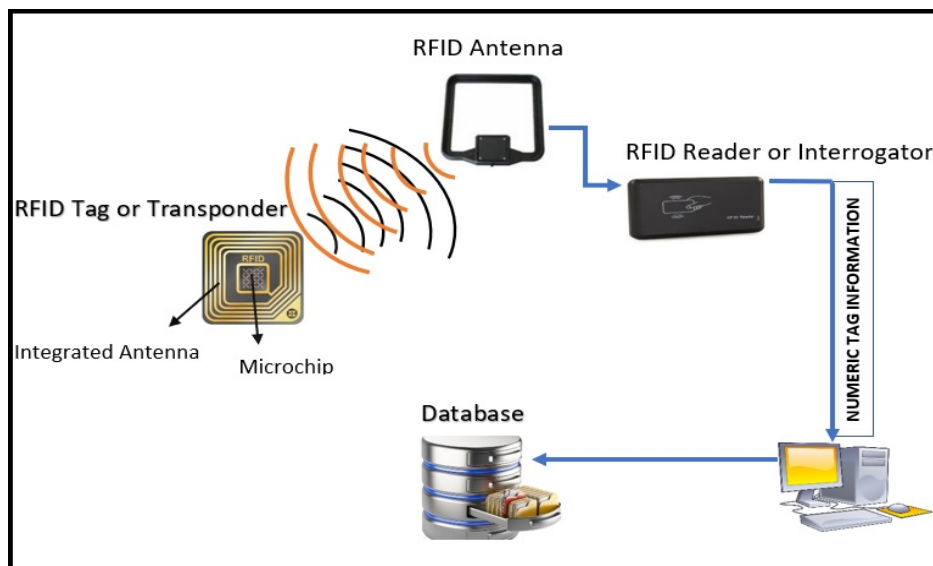 RFID Antenna
RFID Reader or Interrogator
RFID Tag or Transponder
RFID
Integrated Antenna
Microchip
NUMERIC TAG INFORMATION
Database